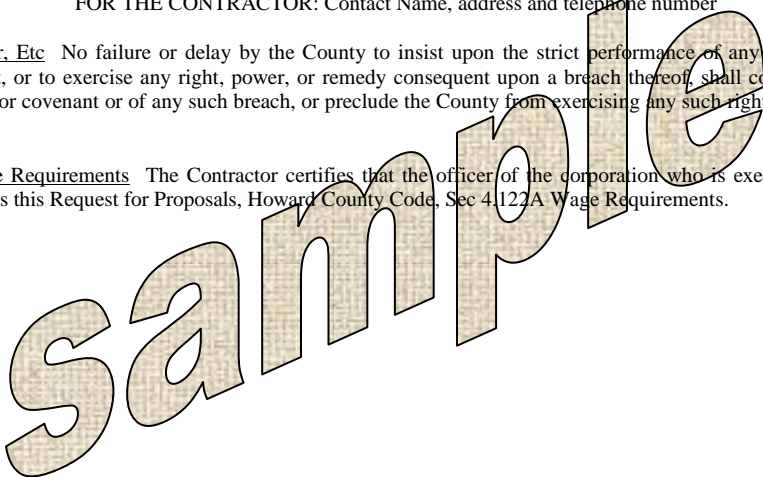 FOR THE CONTRACTOR: Contact Name, address and telephone number
r, Etc No failure or delay by the County to insist upon the strict performance of any
, or to exercise any right, power, or remedy consequent upon a breach thereof, shall co
or covenant or of any such breach, or preclude the County from exercising any such right
e Requirements The Contractor certifies that the officer of the corporation who is exe
s this Request for Proposals, Howard County Code, Sec 4.122A Wage Requirements.
sample